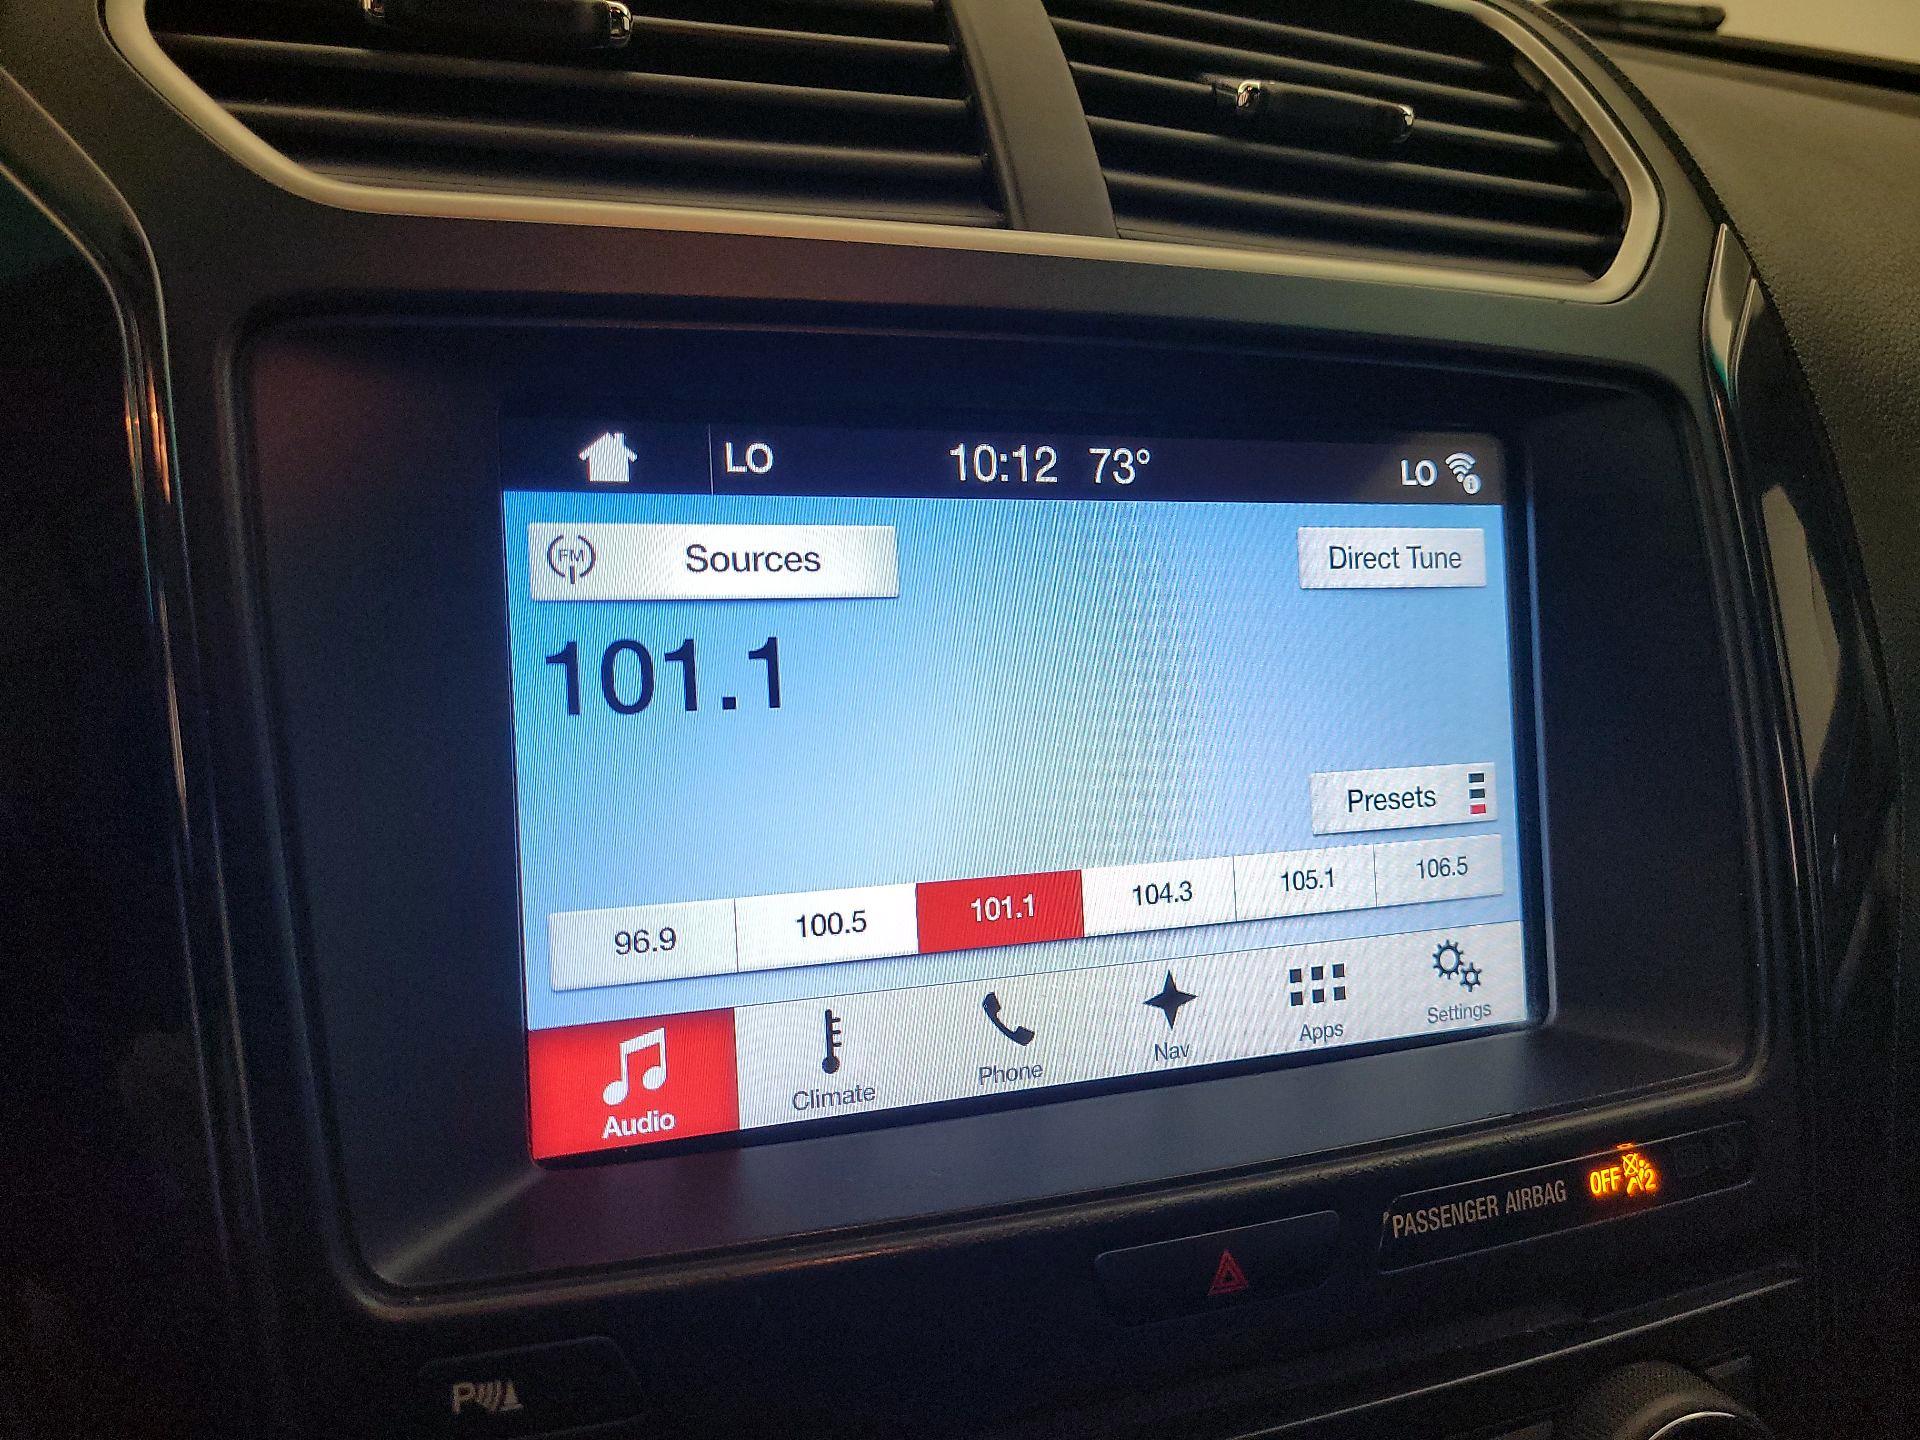 LO 10:12 73° LO
FM Sources Direct Tune
101.1
Presets
96.9 100.5 101.1 104.3 105.1 106.5
Audio Climate Phone Nav Apps Settings
PASSENGER AIRBAG OFF 2
P